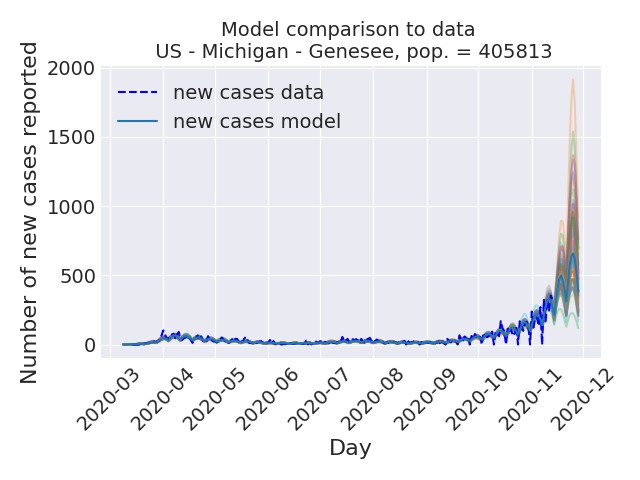 Model comparison to data
US - Michigan - Genesee, pop. = 405813
Number of new cases reported
2000
1500
1000
500
0
new cases data
new cases model
2020-03
2020-04
2020-05
2020-06
2020-07
2020-08
2020-09
2020-10
2020-11
2020-12
Day